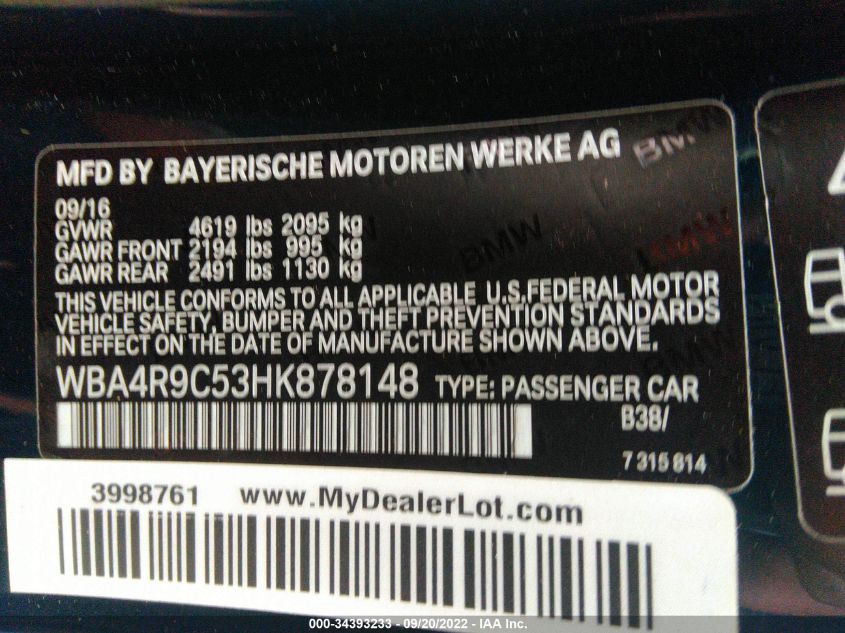 MFD BY BAYERISCHE MOTOREN WERKE AG
BMW
09/16
GVWR 4619 lbs 2095 kg
GAWR FRONT 2194 lbs 995 kg
GAWR REAR 2491 lbs 1130 kg
BMW
BMW
THIS VEHICLE CONFORMS TO ALL APPLICABLE U.S.FEDERAL MOTOR
VEHICLE SAFETY, BUMPER AND THEFT PREVENTION STANDARDS
IN EFFECT ON THE DATE OF MANUFACTURE SHOWN ABOVE.
WBA4R9C53HK878148 TYPE: PASSENGER CAR
B38/
7 315 814
3998761 www.MyDealerLot.com
000-34393233 - 09/20/2022 - IAA Inc.